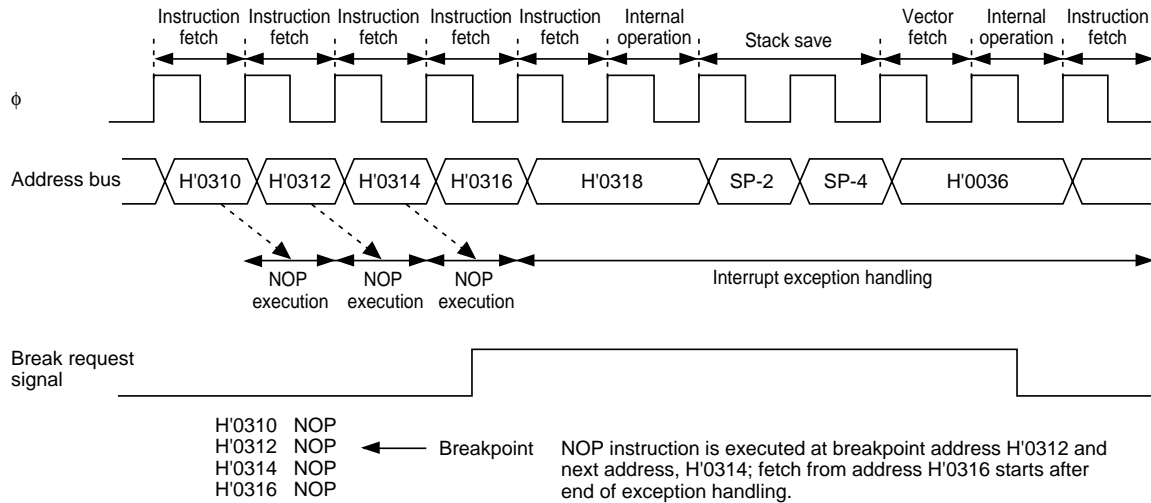 Instruction fetch
Instruction fetch
Instruction fetch
Instruction fetch
Instruction fetch
Internal operation
Stack save
Vector fetch
Internal operation
Instruction fetch
φ
Address bus
H'0310
H'0312
H'0314
H'0316
H'0318
SP-2
SP-4
H'0036
NOP execution
NOP execution
NOP execution
Interrupt exception handling
Break request
signal
H'0310 NOP
H'0312 NOP
H'0314 NOP
H'0316 NOP
Breakpoint
NOP instruction is executed at breakpoint address H'0312 and
next address, H'0314; fetch from address H'0316 starts after
end of exception handling.